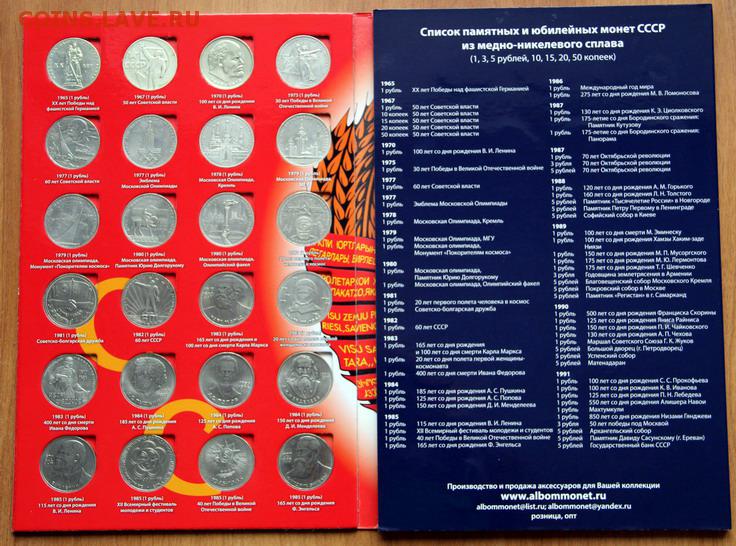 COINS.LAVE.RU
1965 (1 рубль)
XX лет Победы над
фашистской Германией
1967 (1 рубль)
50 лет Советской власти
1970 (1 рубль)
100 лет со дня рождения
В. И. Ленина
1975 (1 рубль)
30 лет Победы в Великой
Отечественной войне
1977 (1 рубль)
60 лет Советской власти
1977 (1 рубль)
Эмблема
Московской Олимпиады
1978 (1 рубль)
Московская Олимпиада,
Кремль
1979 (1 рубль)
Московская Олимпиада,
МГУ
1979 (1 рубль)
Московская олимпиада,
Монумент «Покорителям космоса»
1980 (1 рубль)
Московская олимпиада,
Памятник Юрию Долгорукому
1980 (1 рубль)
Московская олимпиада,
Олимпийский факел
1981 (1 рубль)
Советско-болгарская дружба
1982 (1 рубль)
60 лет СССР
1983 (1 рубль)
165 лет со дня рождения и
100 лет со дня смерти Карла Маркса
1983 (1 рубль)
400 лет со дня смерти
Ивана Федорова
1984 (1 рубль)
185 лет со дня рождения
А. С. Пушкина
1984 (1 рубль)
125 лет со дня рождения
А. С. Попова
1984 (1 рубль)
150 лет со дня рождения
Д. И. Менделеева
1985 (1 рубль)
115 лет со дня рождения
В. И. Ленина
1985 (1 рубль)
XII Всемирный фестиваль
молодежи и студентов
1985 (1 рубль)
40 лет Победы в Великой
Отечественной войне
1985 (1 рубль)
165 лет со дня рождения
Ф. Энгельса
Список памятных и юбилейных монет СССР
из медно-никелевого сплава
(1, 3, 5 рублей, 10, 15, 20, 50 копеек)
1965
1 рубль XX лет Победы над фашистской Германией
1967
1 рубль 50 лет Советской власти
10 копеек 50 лет Советской власти
15 копеек 50 лет Советской власти
20 копеек 50 лет Советской власти
50 копеек 50 лет Советской власти
1970
1 рубль 100 лет со дня рождения В. И. Ленина
1975
1 рубль 30 лет Победы в Великой Отечественной войне
1977
1 рубль 60 лет Советской власти
1977
1 рубль Эмблема Московской Олимпиады
1978
1 рубль Московская Олимпиада, Кремль
1979
1 рубль Московская олимпиада, МГУ
1 рубль Московская олимпиада,
Монумент «Покорителям космоса»
1980
1 рубль Московская олимпиада,
Памятник Юрию Долгорукому
1 рубль Московская олимпиада, Олимпийский факел
1981
1 рубль 20 лет первого полета человека в космос
1 рубль Советско-болгарская дружба
1982
1 рубль 60 лет СССР
1983
1 рубль 165 лет со дня рождения
и 100 лет со дня смерти Карла Маркса
1 рубль 20 лет со дня полета первой женщины-
космонавта
1 рубль 400 лет со дня смерти Ивана Федорова
1984
1 рубль 185 лет со дня рождения А. С. Пушкина
1 рубль 125 лет со дня рождения А. С. Попова
1 рубль 150 лет со дня рождения Д. И. Менделеева
1985
1 рубль 115 лет со дня рождения В. И. Ленина
1 рубль XII Всемирный фестиваль молодежи и студентов
1 рубль 40 лет Победы в Великой Отечественной войне
1 рубль 165 лет со дня рождения Ф. Энгельса
1986
1 рубль Международный год мира
1 рубль 275 лет со дня рождения М. В. Ломоносова
1987
1 рубль 130 лет со дня рождения К. Э. Циолковского
1 рубль 175-летие со дня Бородинского сражения:
Памятник Кутузову
1 рубль 175-летие со дня Бородинского сражения:
Панорама
1987
1 рубль 70 лет Октябрьской революции
3 рубля 70 лет Октябрьской революции
5 рублей 70 лет Октябрьской революции
1988
1 рубль 120 лет со дня рождения А. М. Горького
1 рубль 160 лет со дня рождения Л. Н. Толстого
5 рублей Памятник «Тысячелетие России» в Новгороде
5 рублей Памятник Петру Первому в Ленинграде
5 рублей Софийский собор в Киеве
1989
1 рубль 100 лет со дня смерти М. Эминеску
1 рубль 100 лет со дня рождения Хамзы Хаким-заде
Ниязи
1 рубль 150 лет со дня рождения М. П. Мусоргского
1 рубль 175 лет со дня рождения М. Ю. Лермонтова
1 рубль 175 лет со дня рождения Т. Г. Шевченко
3 рубля Годовщина землетрясения в Армении
5 рублей Благовещенский собор Московского Кремля
5 рублей Покровский собор в Москве
5 рублей Памятник «Регистан» в г. Самарканд
1990
1 рубль 500 лет со дня рождения Франциска Скорины
1 рубль 125 лет со дня рождения Яниса Райниса
1 рубль 150 лет со дня рождения П. И. Чайковского
1 рубль 130 лет со дня рождения А. П. Чехова
1 рубль Маршал Советского Союза Г. К. Жуков
5 рублей Большой дворец (г. Петродворец)
5 рублей Успенский собор
5 рублей Матенадаран
1991
1 рубль 100 лет со дня рождения С. С. Прокофьева
1 рубль 100 лет со дня рождения К. В. Иванова
1 рубль 125 лет со дня рождения П. Н. Лебедева
1 рубль 550 лет со дня рождения Алишера Навои
1 рубль Махтумкули
1 рубль 850 лет со дня рождения Низами Гянджеви
3 рубля 50 лет победы под Москвой
5 рублей Архангельский собор
5 рублей Памятник Давиду Сасунскому (г. Ереван)
5 рублей Государственный банк СССР
Производство и продажа аксессуаров для Вашей коллекции
www.albommonet.ru
albommonet@list.ru; albommonet@yandex.ru
розница, опт